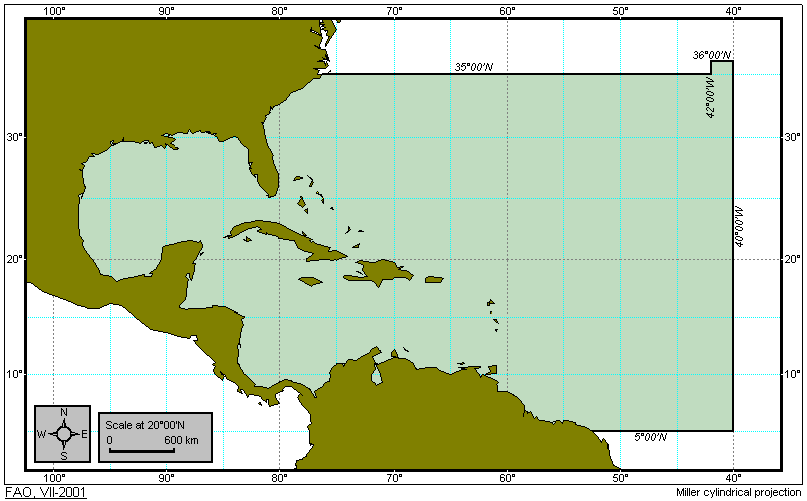 100° 90° 80° 70° 60° 50° 40°
36°00'N
35°00'N
42°00'W
30° 30°
40°00'W
20° 20°
10° 10°
N
W E
S
Scale at 20°00'N
0 600 km
5°00'N
100° 90° 80° 70° 60° 50° 40°
FAO, VII-2001 Miller cylindrical projection